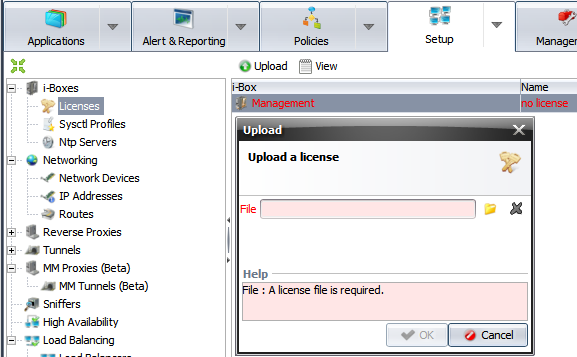 Applications
Alert & Reporting
Policies
Setup
Manager
Upload
View
i-Boxes
Licenses
Sysctl Profiles
Ntp Servers
Networking
Network Devices
IP Addresses
Routes
Reverse Proxies
Tunnels
MM Proxies (Beta)
MM Tunnels (Beta)
Sniffers
High Availability
Load Balancing
i-Box Name
Management no license
Upload
Upload a license
File
Help
File : A license file is required.
OK
Cancel